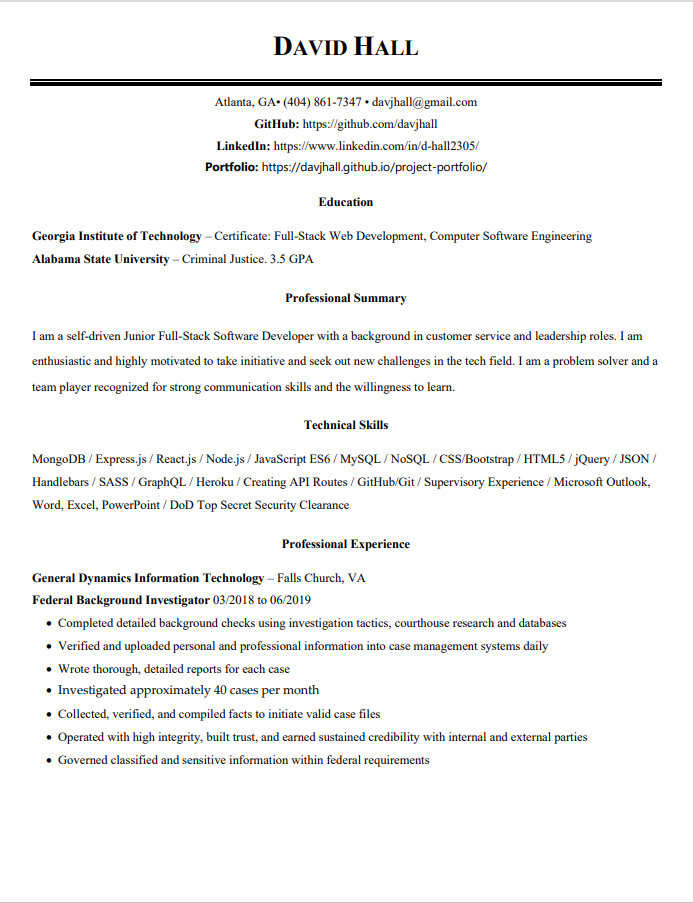 DAVID HALL
Atlanta, GA• (404) 861-7347 • davjhall@gmail.com
GitHub: https://github.com/davjhall
LinkedIn: https://www.linkedin.com/in/d-hall2305/
Portfolio: https://davjhall.github.io/project-portfolio/
Education
Georgia Institute of Technology – Certificate: Full-Stack Web Development, Computer Software Engineering
Alabama State University – Criminal Justice. 3.5 GPA
Professional Summary
I am a self-driven Junior Full-Stack Software Developer with a background in customer service and leadership roles. I am
enthusiastic and highly motivated to take initiative and seek out new challenges in the tech field. I am a problem solver and a
team player recognized for strong communication skills and the willingness to learn.
Technical Skills
MongoDB / Express.js / React.js / Node.js / JavaScript ES6 / MySQL / NoSQL / CSS/Bootstrap / HTML5 / jQuery / JSON /
Handlebars / SASS / GraphQL / Heroku / Creating API Routes / GitHub/Git / Supervisory Experience / Microsoft Outlook,
Word, Excel, PowerPoint / DoD Top Secret Security Clearance
Professional Experience
General Dynamics Information Technology – Falls Church, VA
Federal Background Investigator 03/2018 to 06/2019
• Completed detailed background checks using investigation tactics, courthouse research and databases
• Verified and uploaded personal and professional information into case management systems daily
• Wrote thorough, detailed reports for each case
• Investigated approximately 40 cases per month
• Collected, verified, and compiled facts to initiate valid case files
• Operated with high integrity, built trust, and earned sustained credibility with internal and external parties
• Governed classified and sensitive information within federal requirements